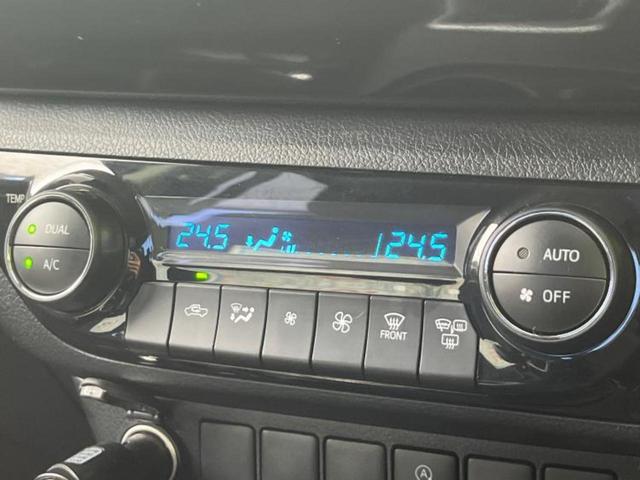 TEMP
DUAL
A/C
24.5
24.5
AUTO
OFF
FRONT
A